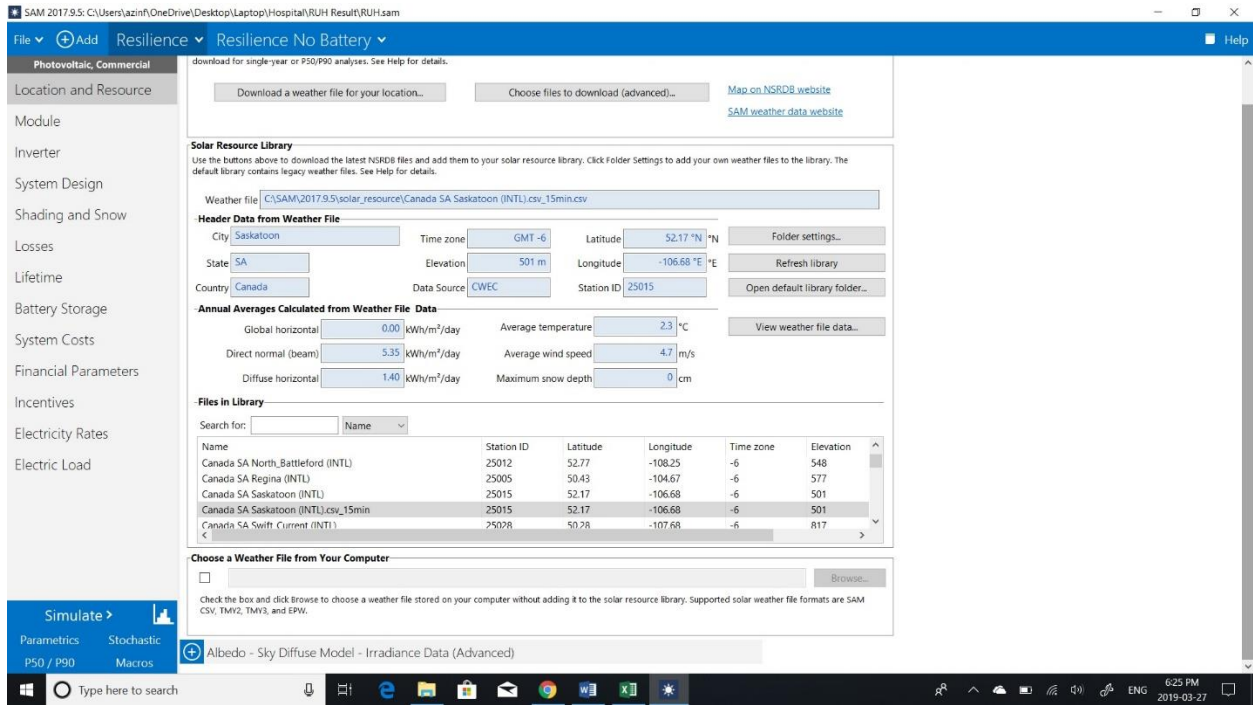 SAM 2017.9.5: C:\Users\azinf\OneDrive\Desktop\Laptop\Hospital\RUH Result\RUH.sam
File Add Resilience Resilience No Battery Help
Photovoltaic, Commercial
Location and Resource
Module
Inverter
System Design
Shading and Snow
Losses
Lifetime
Battery Storage
System Costs
Financial Parameters
Incentives
Electricity Rates
Electric Load
Simulate >
Parametrics Stochastic
P50 / P90 Macros
download for single-year or P50/P90 analyses. See Help for details.
Download a weather file for your location... Choose files to download (advanced)... Map on NSRDB website
SAM weather data website
Solar Resource Library
Use the buttons above to download the latest NSRDB files and add them to your solar resource library. Click Folder Settings to add your own weather files to the library. The
default library contains legacy weather files. See Help for details.
Weather file C:\SAM\2017.9.5\solar_resource\Canada SA Saskatoon (INTL).csv_15min.csv
Header Data from Weather File
City Saskatoon Time zone GMT -6 Latitude 52.17 °N °N Folder settings...
State SA Elevation 501 m Longitude -106.68 °E °E Refresh library
Country Canada Data Source CWEC Station ID 25015 Open default library folder...
Annual Averages Calculated from Weather File Data
Global horizontal 0.00 kWh/m²/day Average temperature 2.3 °C View weather file data...
Direct normal (beam) 5.35 kWh/m²/day Average wind speed 4.7 m/s
Diffuse horizontal 1.40 kWh/m²/day Maximum snow depth 0 cm
Files in Library
Search for: Name
Name Station ID Latitude Longitude Time zone Elevation
Canada SA North_Battleford (INTL) 25012 52.77 -108.25 -6 548
Canada SA Regina (INTL) 25005 50.43 -104.67 -6 577
Canada SA Saskatoon (INTL) 25015 52.17 -106.68 -6 501
Canada SA Saskatoon (INTL).csv_15min 25015 52.17 -106.68 -6 501
Canada SA Swift_Current (INTL) 25028 50.28 -107.68 -6 817
Choose a Weather File from Your Computer
Browse...
Check the box and click Browse to choose a weather file stored on your computer without adding it to the solar resource library. Supported solar weather file formats are SAM
CSV, TMY2, TMY3, and EPW.
Albedo - Sky Diffuse Model - Irradiance Data (Advanced)
Type here to search ENG 6:25 PM
2019-03-27